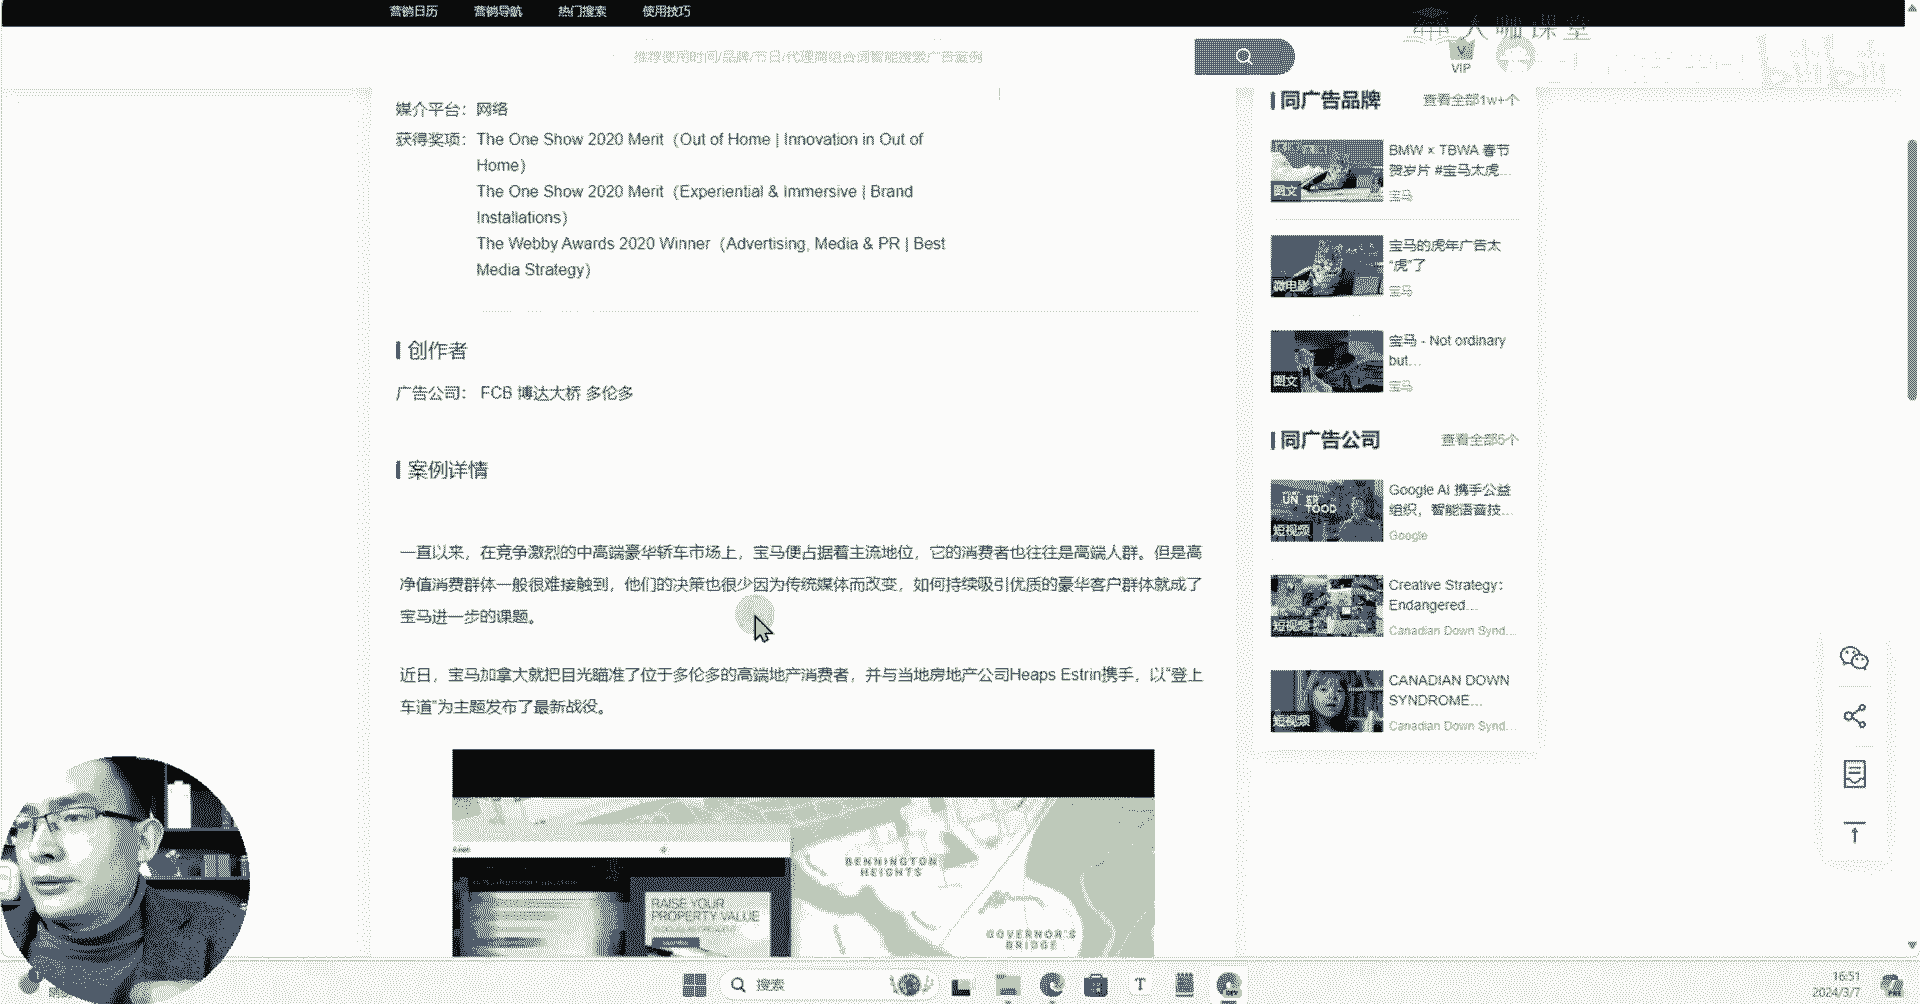 营销日历 营销导航 热门搜索 使用技巧
大咖课堂
推荐使用时间/品牌/节日/代理商组合词智能搜索广告案例
VIP
媒介平台： 网络
获得奖项： The One Show 2020 Merit（Out of Home | Innovation in Out of
Home）
The One Show 2020 Merit（Experiential & Immersive | Brand
Installations）
The Webby Awards 2020 Winner（Advertising, Media & PR | Best
Media Strategy）
创作者
广告公司： FCB 博达大桥 多伦多
案例详情
一直以来，在竞争激烈的中高端豪华轿车市场上，宝马便占据着主流地位，它的消费者也往往是高端人群。但是高
净值消费群体一般很难接触到，他们的决策也很少因为传统媒体而改变，如何持续吸引优质的豪华客户群体就成了
宝马进一步的课题。
近日，宝马加拿大就把目光瞄准了位于多伦多的高端地产消费者，并与当地房地产公司Heaps Estrin携手，以“登上
车道”为主题发布了最新战役。
BENNINGTON
HEIGHTS
RAISE YOUR
PROPERTY VALUE
GOVERNOR'S
BRIDGE
同广告品牌 查看全部1w+个
BMW × TBWA 春节
贺岁片 #宝马太虎...
图文
宝马
宝马的虎年广告太
“虎”了
微电影
宝马
宝马 - Not ordinary
but...
图文
宝马
同广告公司 查看全部5个
Google AI 携手公益
组织，智能语音技...
短视频
Google
Creative Strategy：
Endangered...
短视频
Canadian Down Synd...
CANADIAN DOWN
SYNDROME...
短视频
Canadian Down Synd...
搜索
16:51
2024/3/7